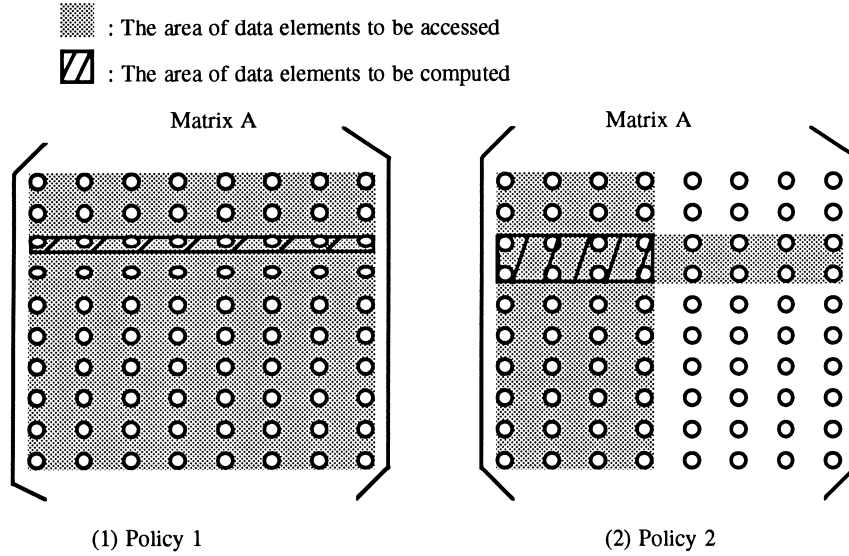 : The area of data elements to be accessed
: The area of data elements to be computed
Matrix A
Matrix A
(1) Policy 1
(2) Policy 2